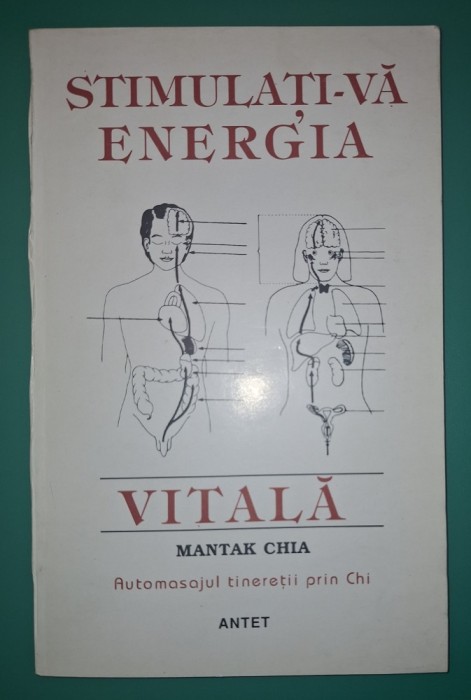 STIMULAȚI-VĂ
ENERGIA
VITALĂ
MANTAK CHIA
Automasajul tinereții prin Chi
ANTET